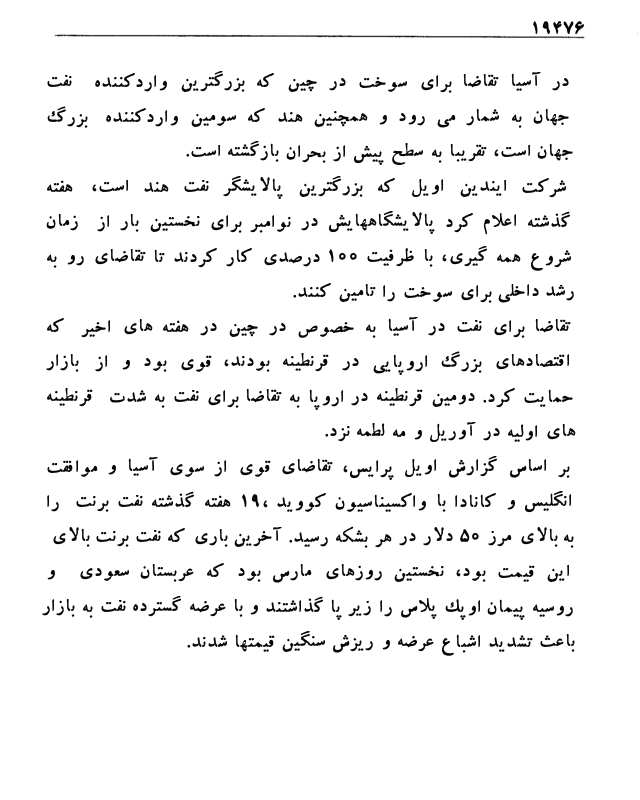 ۱۹۴۷۶
در آسیا تقاضا برای سوخت در چین که بزرگترین واردکننده نفت
جهان به شمار می رود و همچنین هند که سومین واردکننده بزرگ
جهان است، تقریبا به سطح پیش از بحران بازگشته است.
شرکت ایندین اویل که بزرگترین پالایشگر نفت هند است، هفته
گذشته اعلام کرد پالایشگاههایش در نوامبر برای نخستین بار از زمان
شروع همه گیری، با ظرفیت ۱۰۰ درصدی کار کردند تا تقاضای رو به
رشد داخلی برای سوخت را تامین کنند.
تقاضا برای نفت در آسیا به خصوص در چین در هفته های اخیر که
اقتصادهای بزرگ اروپایی در قرنطینه بودند، قوی بود و از بازار
حمایت کرد. دومین قرنطینه در اروپا به تقاضا برای نفت به شدت قرنطینه
های اولیه در آوریل و مه لطمه نزد.
بر اساس گزارش اویل پرایس، تقاضای قوی از سوی آسیا و موافقت
انگلیس و کانادا با واکسیناسیون کووید ،۱۹ هفته گذشته نفت برنت را
به بالای مرز ۵۰ دلار در هر بشکه رسید. آخرین باری که نفت برنت بالای
این قیمت بود، نخستین روزهای مارس بود که عربستان سعودی و
روسیه پیمان اوپك پلاس را زیر پا گذاشتند و با عرضه گسترده نفت به بازار
باعث تشدید اشباع عرضه و ریزش سنگین قیمتها شدند.